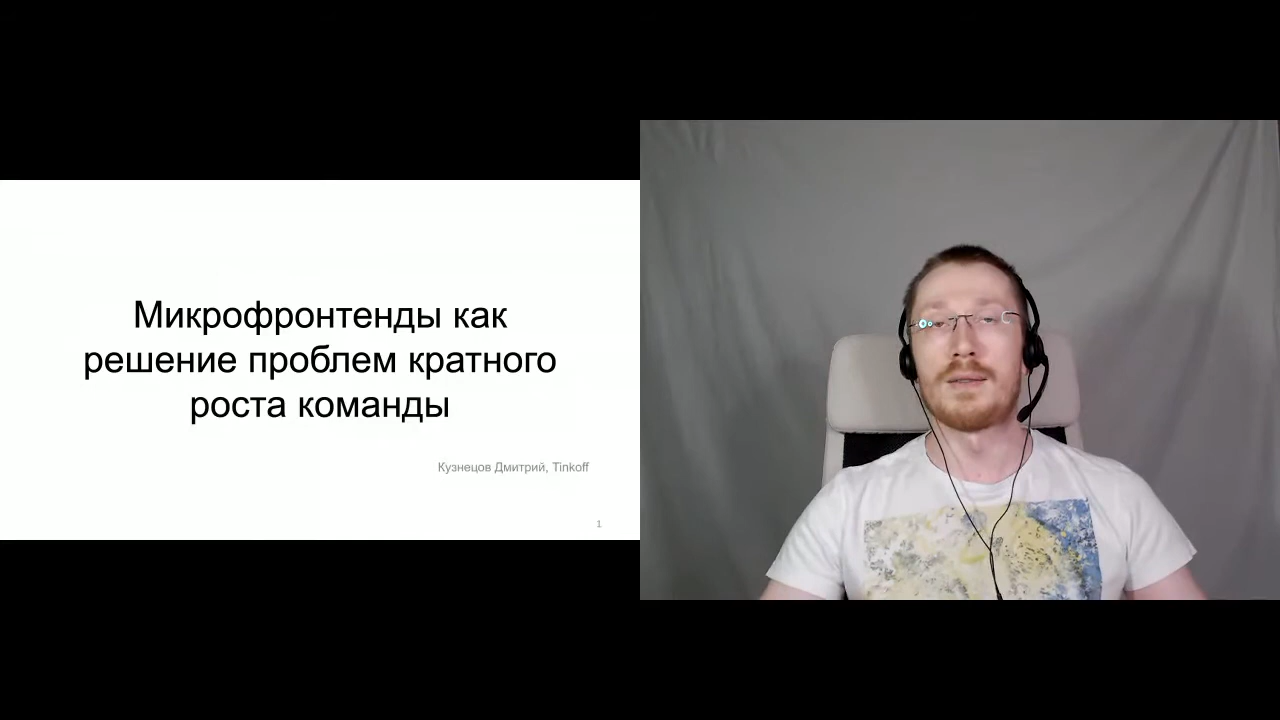 Микрофронтенды как
решение проблем кратного
роста команды
Кузнецов Дмитрий, Tinkoff
1